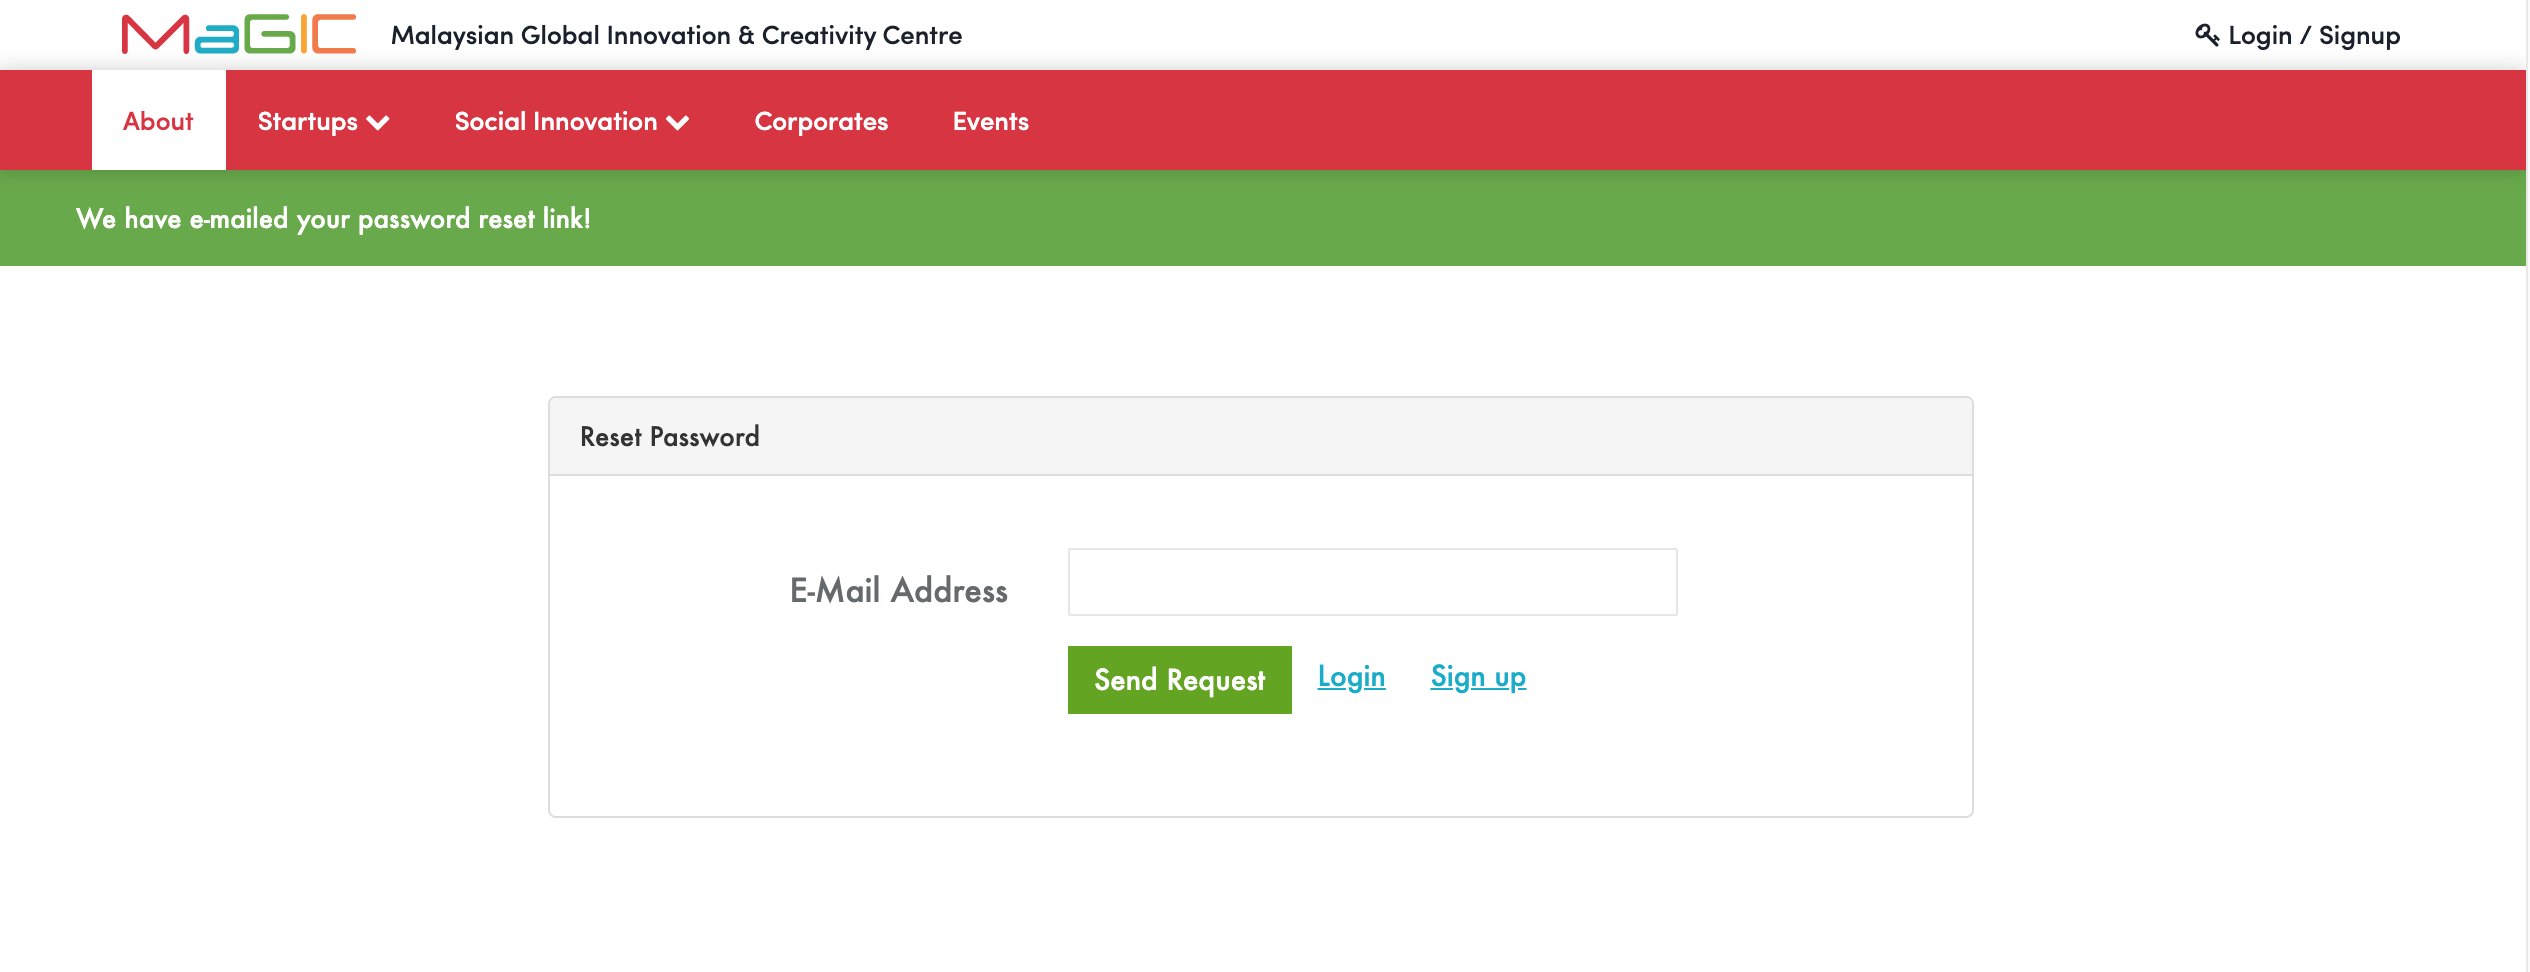 MaGIC Malaysian Global Innovation & Creativity Centre Login / Signup
About Startups Social Innovation Corporates Events
We have e-mailed your password reset link!
Reset Password
E-Mail Address
Send Request Login Sign up